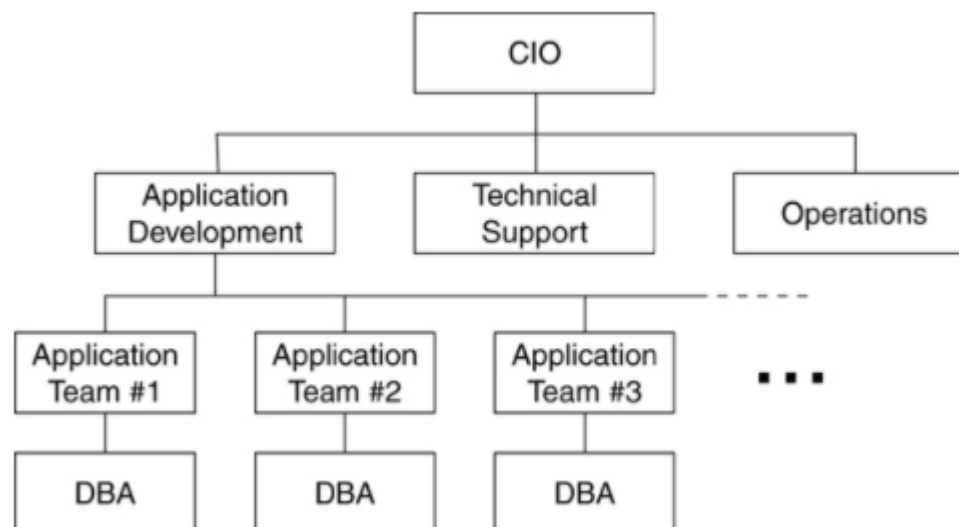 CIO
Application
Development
Technical
Support
Operations
Application
Team #1
Application
Team #2
Application
Team #3
DBA
DBA
DBA